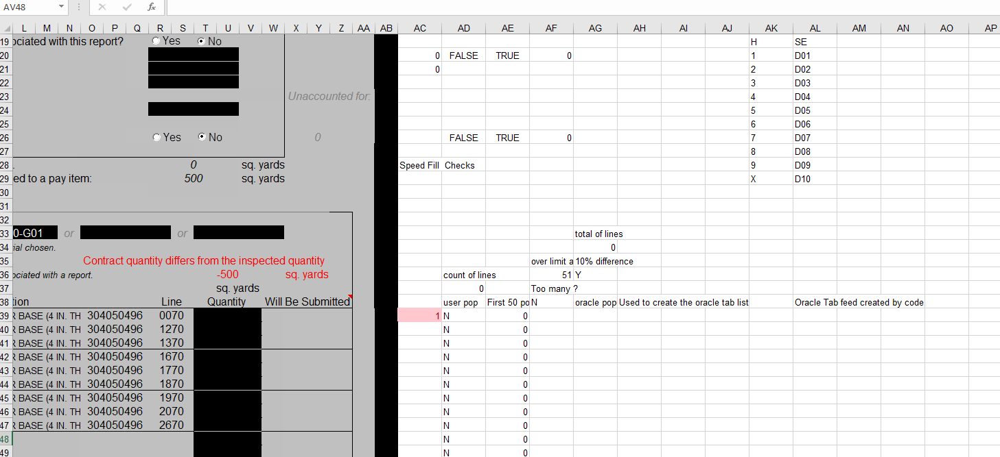 AV48 fx
L M N O P Q R S T U V W X Y Z AA AB AC AD AE AF AG AH AI AJ AK AL AM AN AO AP
19 ociated with this report? Yes No H SE
20 0 FALSE TRUE 0 1 D01
21 0 2 D02
22 3 D03
23 Unaccounted for: 4 D04
24 5 D05
25 6 D06
26 Yes No 0 FALSE TRUE 0 7 D07
27 8 D08
28 . 0 sq. yards Speed Fill Checks 9 D09
29 ed to a pay item: 500 sq. yards X D10
30
31
32
33 0-G01 or or total of lines
34 ial chosen. 0
35 Contract quantity differs from the inspected quantity over limit a 10% difference
36 ociated with a report. -500 sq. yards count of lines 51 Y
37 sq. yards 0 Too many ?
38 tion Line Quantity Will Be Submitted user pop First 50 po N oracle pop Used to create the oracle tab list Oracle Tab feed created by code
39 R BASE (4 IN. TH 304050496 0070 1 N 0
40 R BASE (4 IN. TH 304050496 1270 N 0
41 R BASE (4 IN. TH 304050496 1370 N 0
42 R BASE (4 IN. TH 304050496 1670 N 0
43 R BASE (4 IN. TH 304050496 1770 N 0
44 R BASE (4 IN. TH 304050496 1870 N 0
45 R BASE (4 IN. TH 304050496 1970 N 0
46 R BASE (4 IN. TH 304050496 2070 N 0
47 R BASE (4 IN. TH 304050496 2670 N 0
48 N 0
49 N 0